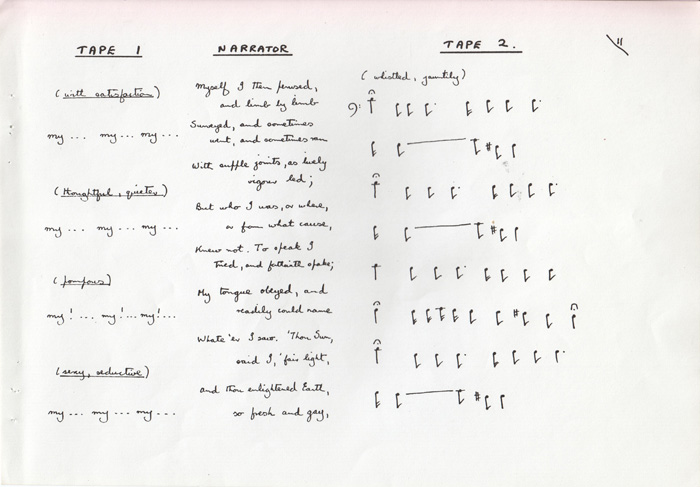 TAPE 1
NARRATOR
TAPE 2.
11
(with satisfaction)
my... my... my...
(thoughtful, quieter)
my... my... my...
(pompous)
my!... my!... my!...
(sexy, seductive)
my... my... my...
Myself I then perused,
and limb by limb
Surveyed, and sometimes
went, and sometimes ran
With supple joints, as lively
vigour led;
But who I was, or where,
or from what cause,
Knew not. To speak I
tried, and forthwith spake;
My tongue obeyed, and
readily could name
Whate'er I saw. 'Thou Sun,
said I, 'fair light,
and thou enlightened Earth,
so fresh and gay,
(whistled, jauntily)